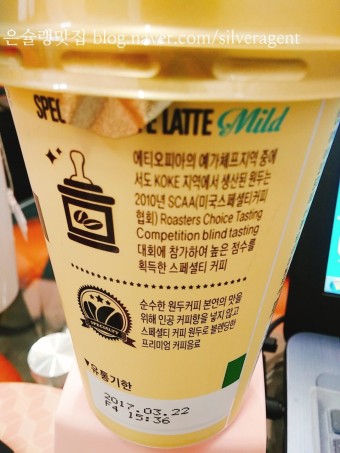 은슬랭맛집 blog.naver.com/silveragent
SPEC
LATTE Mild
에티오피아의 예가체프지역 중에
서도 KOKE 지역에서 생산된 원두는
2010년 SCAA(미국스페셜티커피
협회) Roasters Choice Tasting
Competition blind tasting
대회에 참가하여 높은 점수를
획득한 스페셜티 커피
SPECIALTY
순수한 원두커피 본연의 맛을
위해 인공 커피향을 넣지 않고
스페셜티 커피 원두로 블렌딩한
프리미엄 커피음료
▼유통기한
2017.03.22
F4 15:36